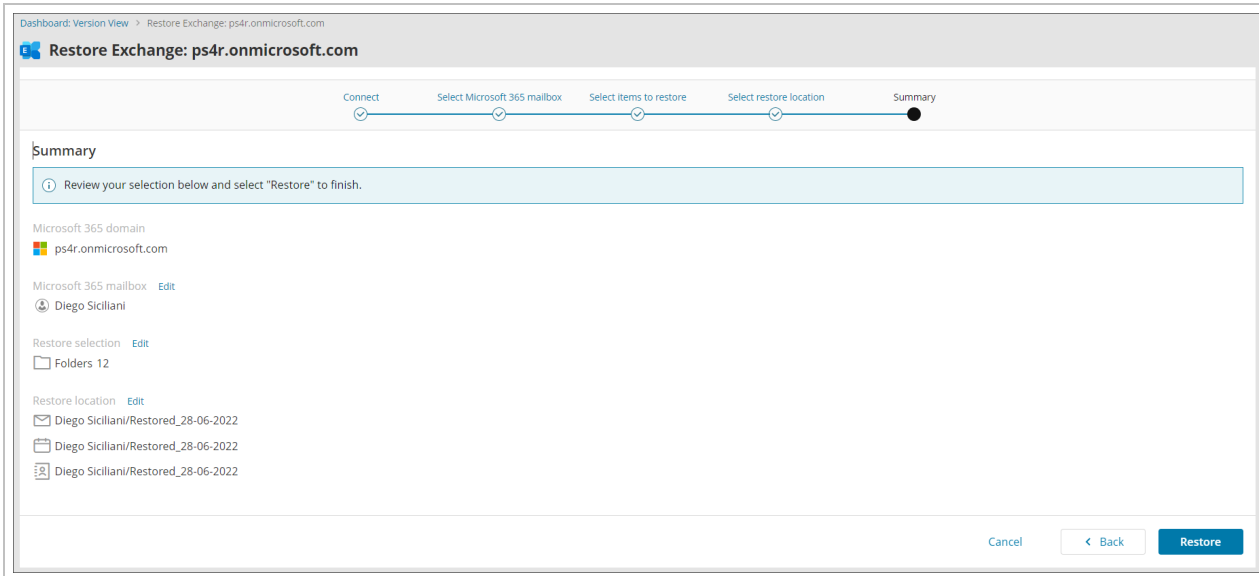 Dashboard: Version View > Restore Exchange: ps4r.onmicrosoft.com
Restore Exchange: ps4r.onmicrosoft.com
Connect Select Microsoft 365 mailbox Select items to restore Select restore location Summary
Summary
Review your selection below and select "Restore" to finish.
Microsoft 365 domain
ps4r.onmicrosoft.com
Microsoft 365 mailbox Edit
Diego Siciliani
Restore selection Edit
Folders 12
Restore location Edit
Diego Siciliani/Restored_28-06-2022
Diego Siciliani/Restored_28-06-2022
Diego Siciliani/Restored_28-06-2022
Cancel < Back Restore